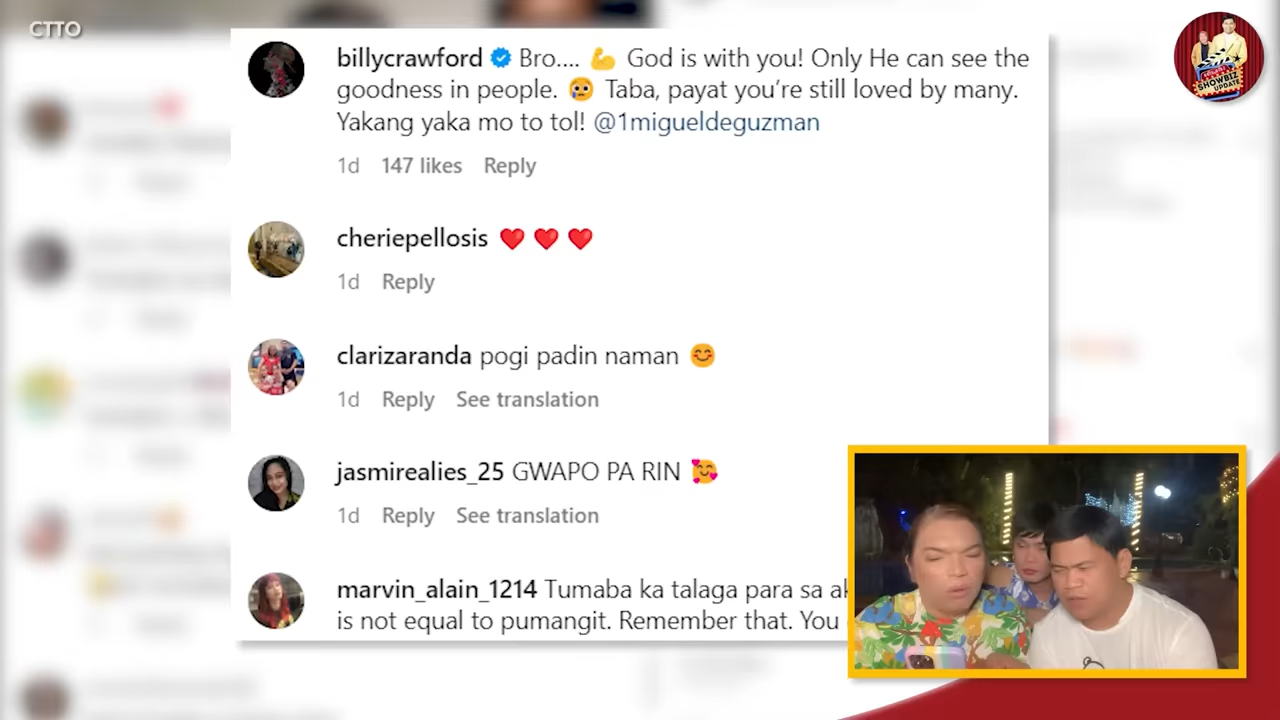 CTTO
billycrawford Bro.... 💪 God is with you! Only He can see the
goodness in people. 😢 Taba, payat you're still loved by many.
Yakang yaka mo to tol! @1migueldeguzman
1d 147 likes Reply
cheriepellosis ❤️ ❤️ ❤️
1d Reply
clarizaranda pogi padin naman 😊
1d Reply See translation
jasmirealies_25 GWAPO PA RIN 🥰
1d Reply See translation
marvin_alain_1214 Tumaba ka talaga para sa
is not equal to pumangit. Remember that. You
SHOWBIZ
UPDATE